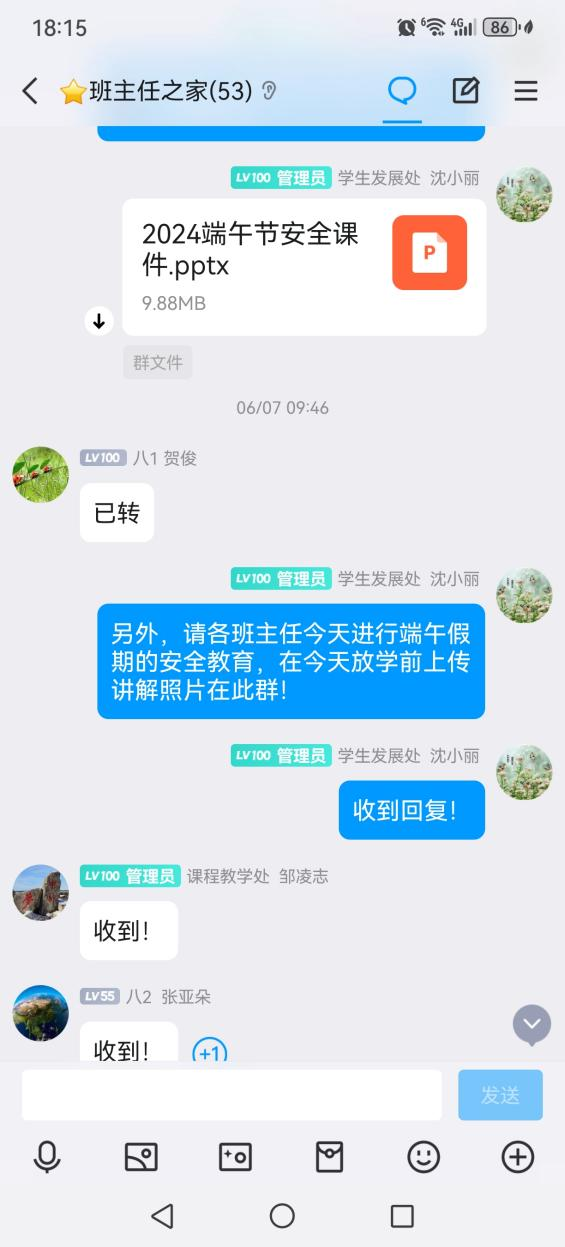 18:15
6
4G
86
班主任之家(53)
LV100 管理员 学生发展处 沈小丽
2024端午节安全课
件.pptx
9.88MB
P
群文件
06/07 09:46
LV100 八1 贺俊
已转
LV100 管理员 学生发展处 沈小丽
另外，请各班主任今天进行端午假
期的安全教育，在今天放学前上传
讲解照片在此群！
LV100 管理员 学生发展处 沈小丽
收到回复！
LV100 管理员 课程教学处 邹凌志
收到！
LV55 八2 张亚朵
收到！
+1
发送